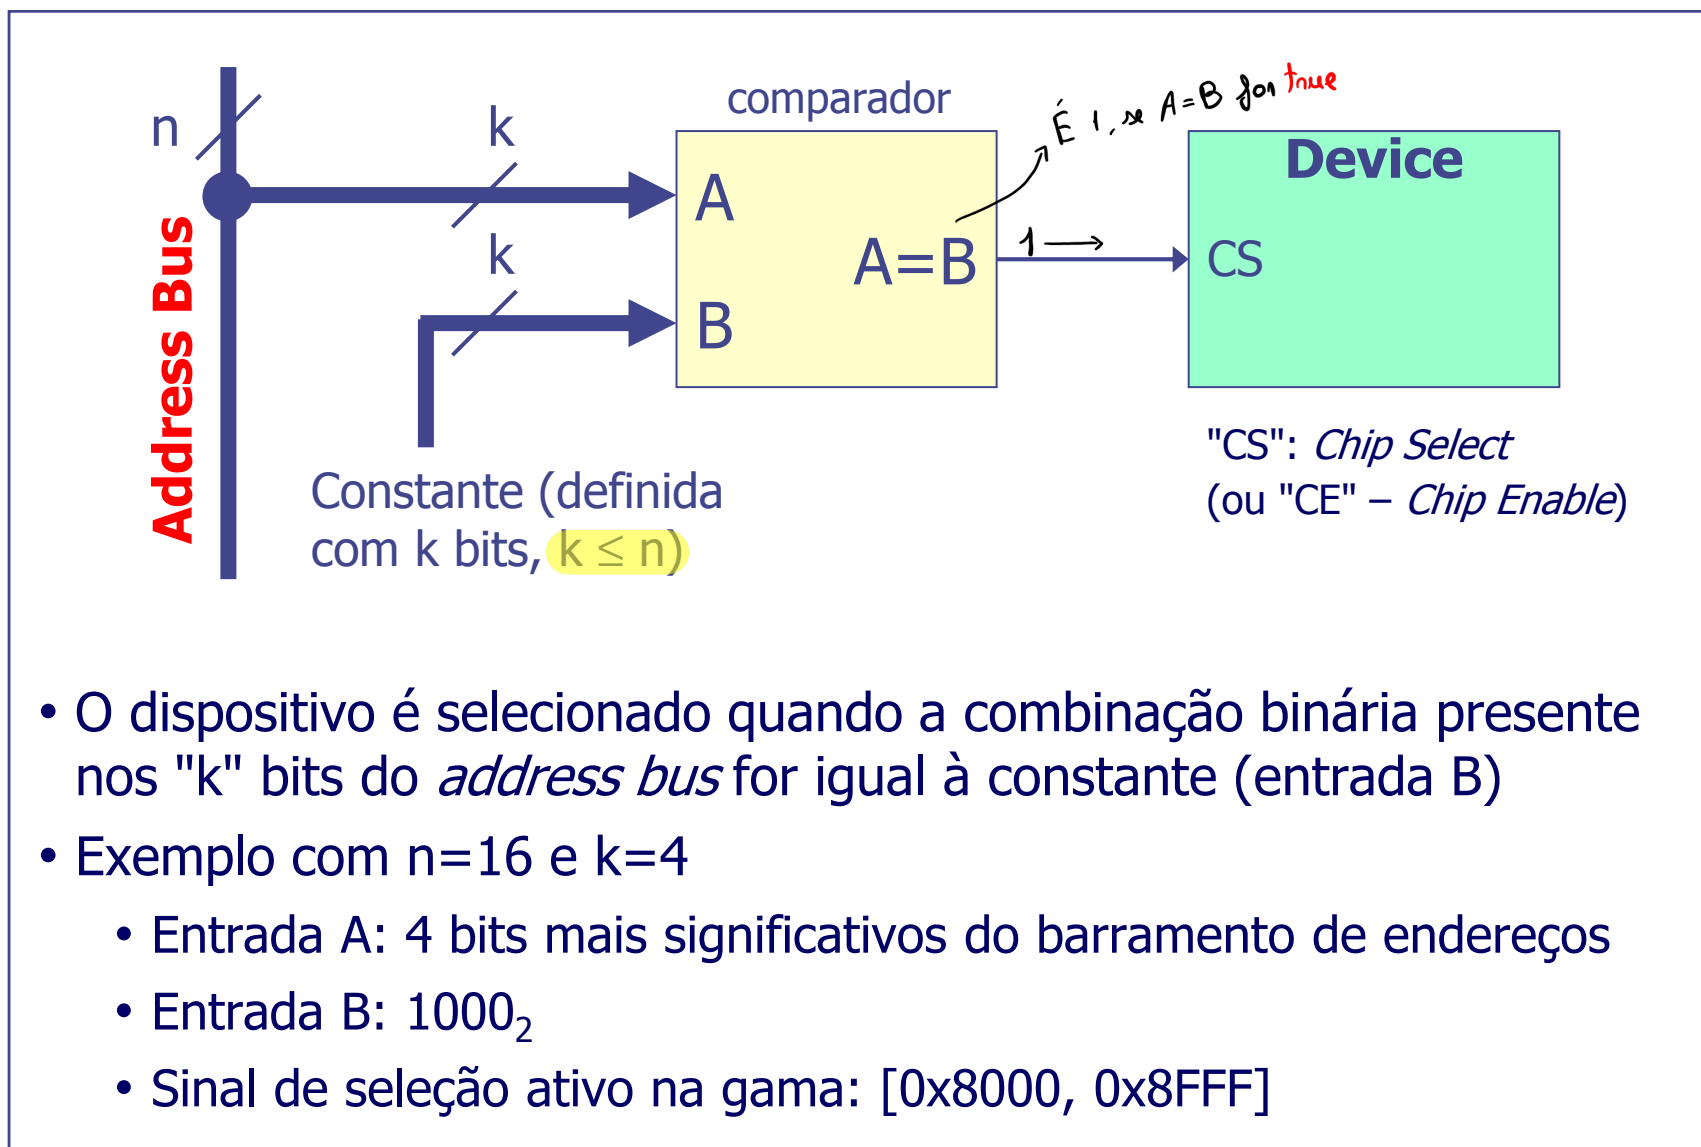 comparador
É 1, se A=B for true
n
k
Device
A
k
A=B
1
CS
B
Address Bus
"CS": Chip Select
(ou "CE" – Chip Enable)
Constante (definida
com k bits, k ≤ n)
• O dispositivo é selecionado quando a combinação binária presente
nos "k" bits do address bus for igual à constante (entrada B)
• Exemplo com n=16 e k=4
• Entrada A: 4 bits mais significativos do barramento de endereços
• Entrada B: 1000₂
• Sinal de seleção ativo na gama: [0x8000, 0x8FFF]